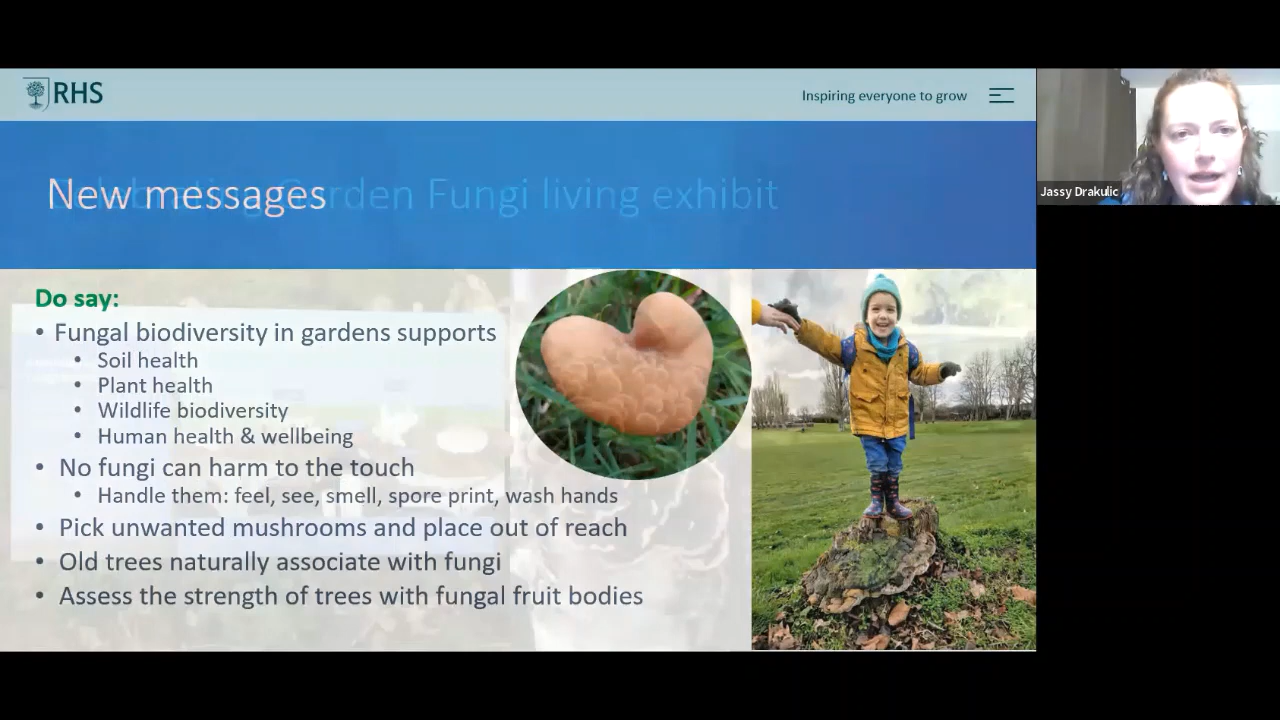 RHS
Inspiring everyone to grow
New messages
Garden Fungi living exhibit
Do say:
• Fungal biodiversity in gardens supports
• Soil health
• Plant health
• Wildlife biodiversity
• Human health & wellbeing
• No fungi can harm to the touch
• Handle them: feel, see, smell, spore print, wash hands
• Pick unwanted mushrooms and place out of reach
• Old trees naturally associate with fungi
• Assess the strength of trees with fungal fruit bodies
Jassy Drakulic